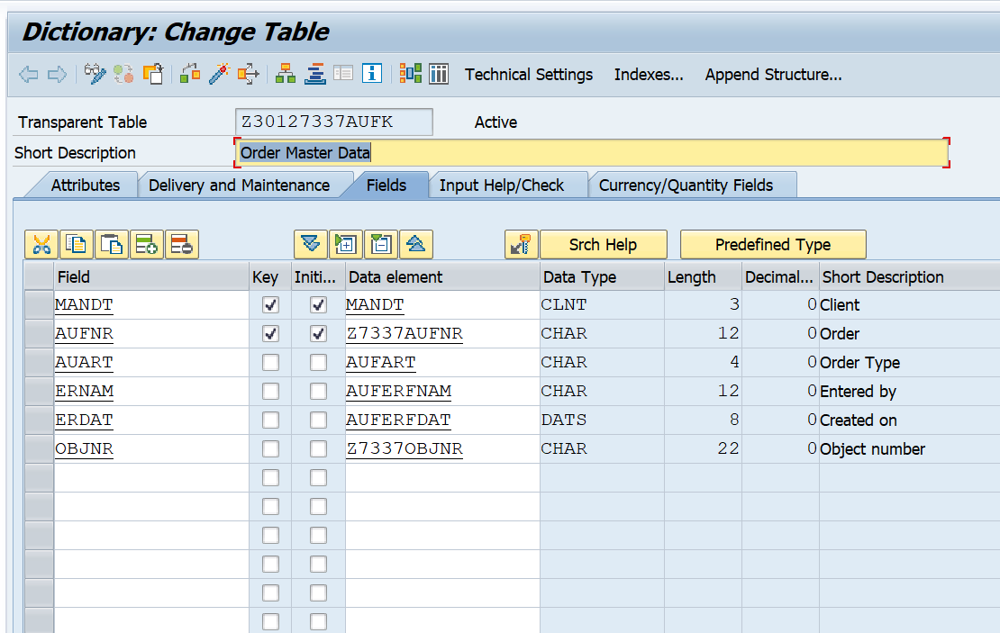 Dictionary: Change Table
Technical Settings Indexes... Append Structure...
Transparent Table Z30127337AUFK Active
Short Description Order Master Data
Attributes Delivery and Maintenance Fields Input Help/Check Currency/Quantity Fields
Srch Help Predefined Type
Field Key Initi... Data element Data Type Length Decimal... Short Description
MANDT MANDT CLNT 3 0 Client
AUFNR Z7337AUFNR CHAR 12 0 Order
AUART AUFART CHAR 4 0 Order Type
ERNAM AUFERFNAM CHAR 12 0 Entered by
ERDAT AUFERFDAT DATS 8 0 Created on
OBJNR Z7337OBJNR CHAR 22 0 Object number